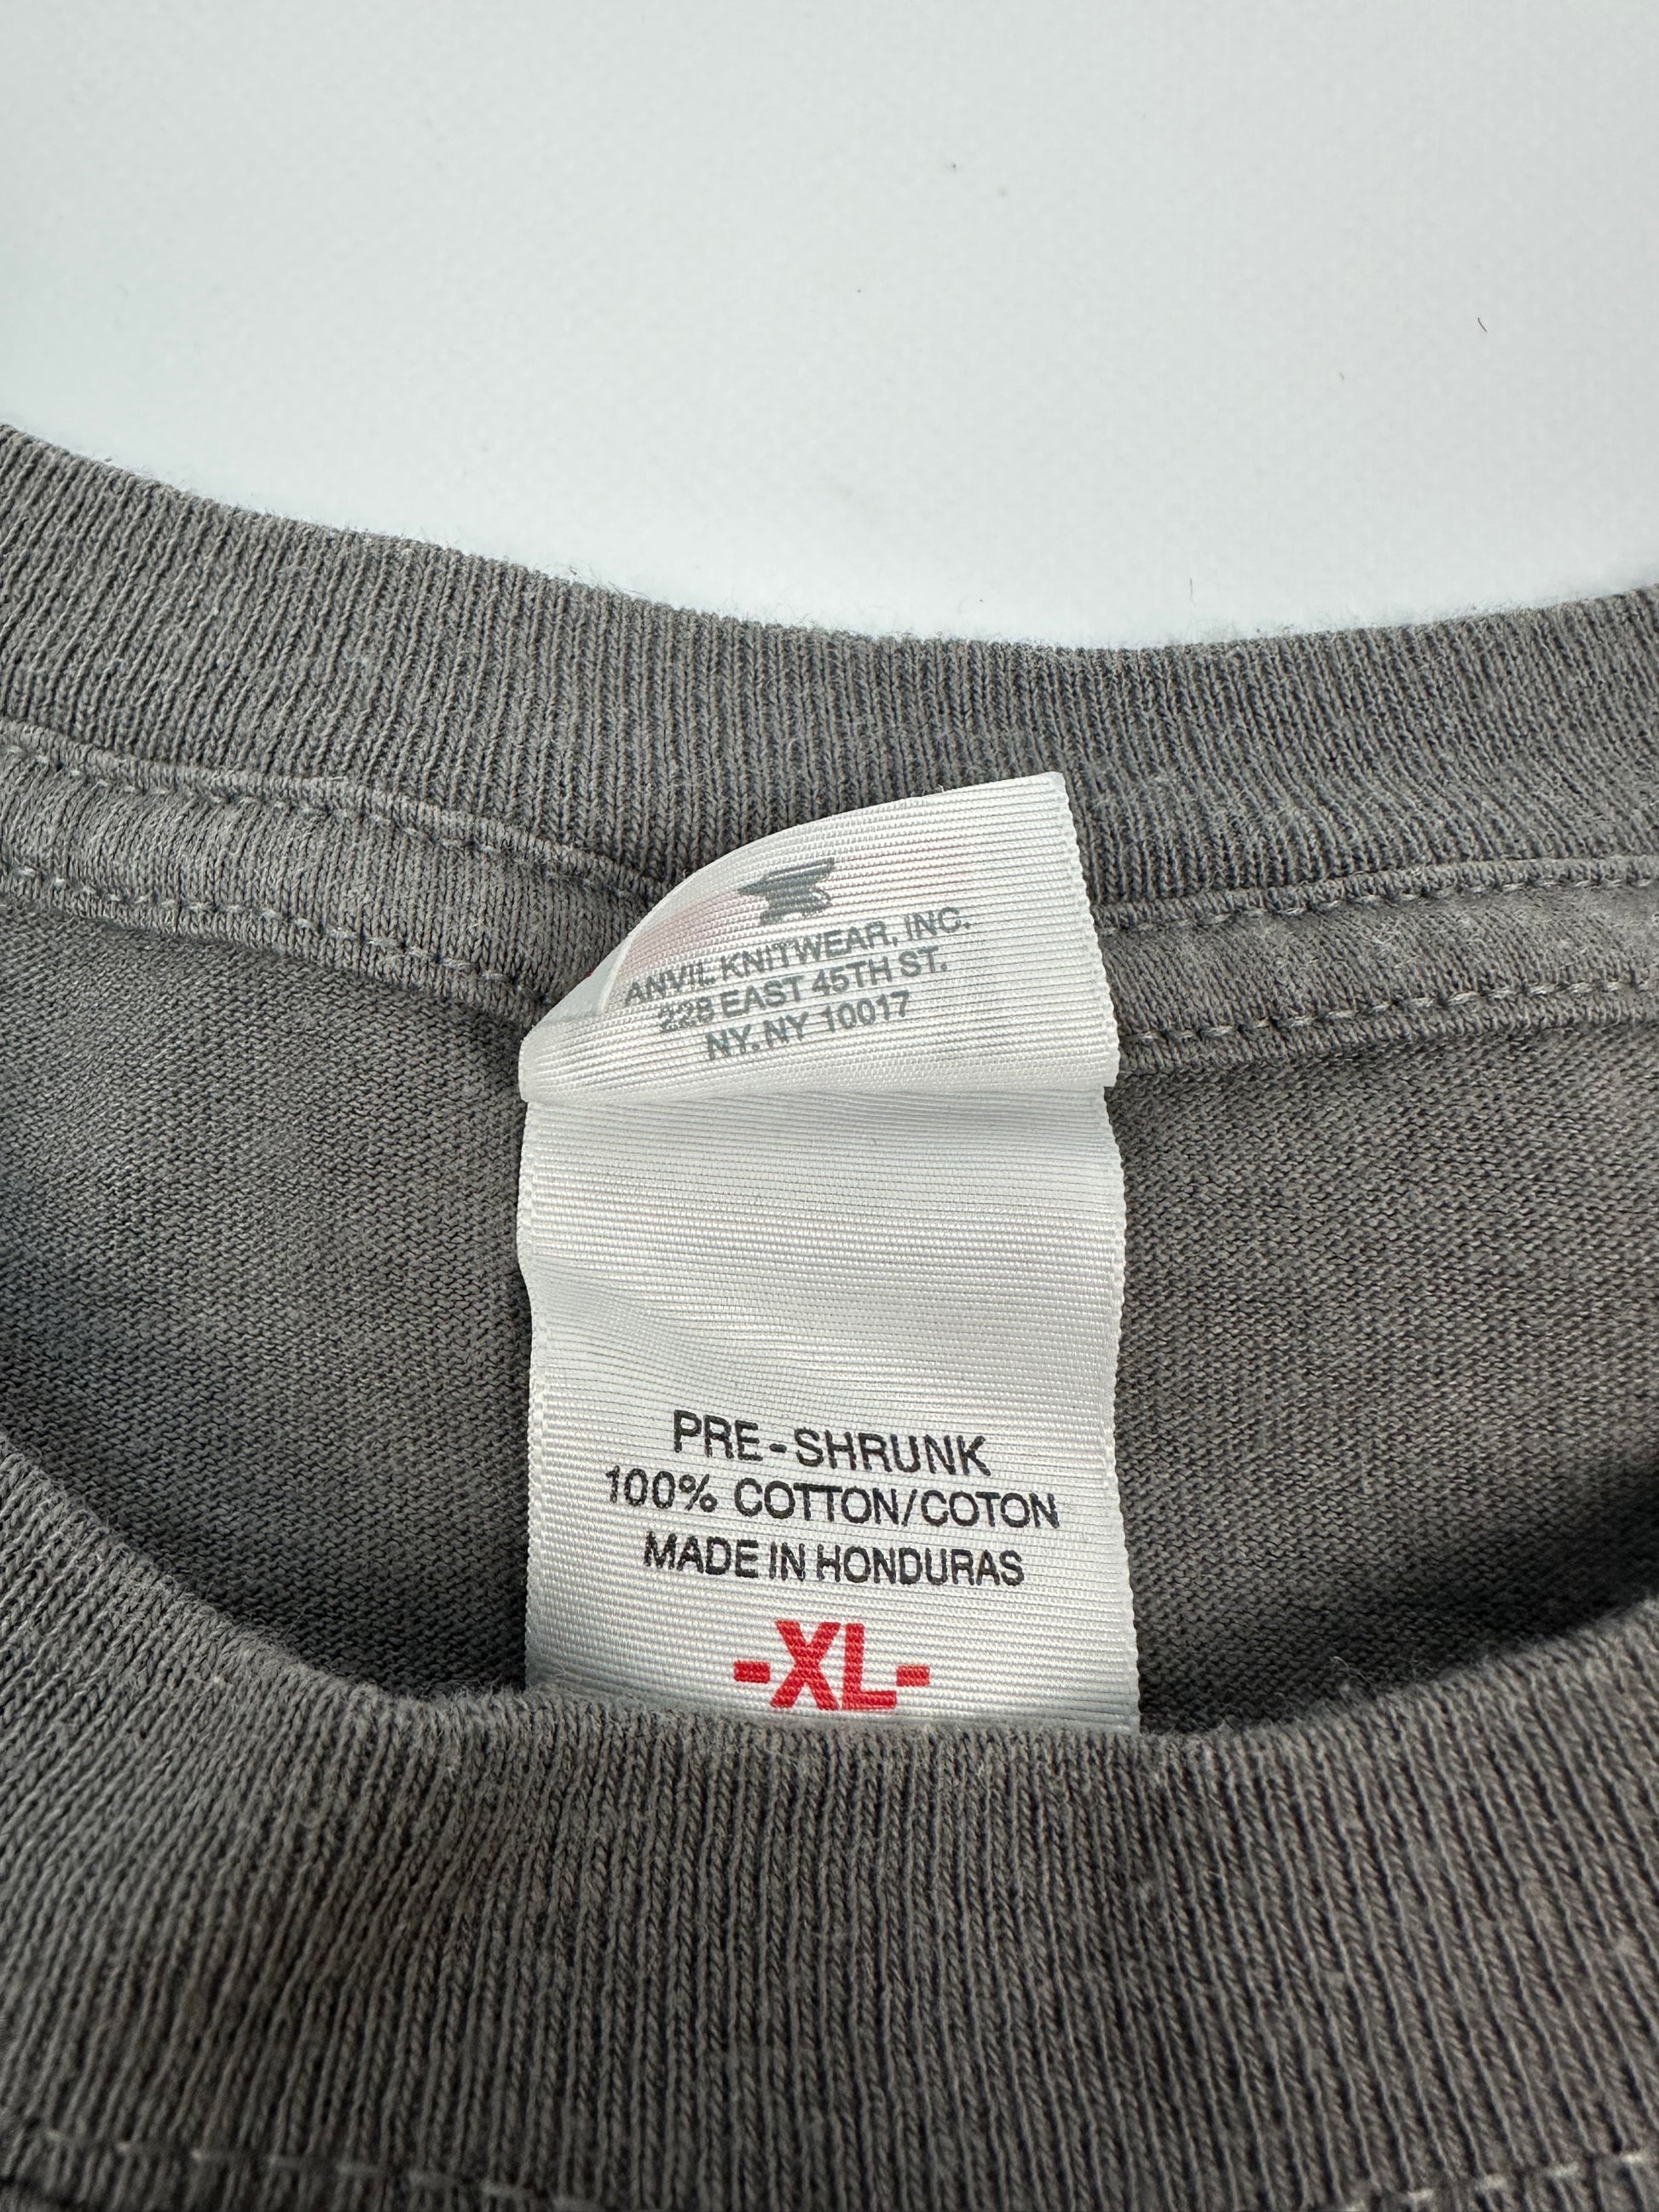 ANVIL KNITWEAR, INC.
228 EAST 45TH ST.
NY, NY 10017
PRE-SHRUNK
100% COTTON/COTON
MADE IN HONDURAS
-XL-